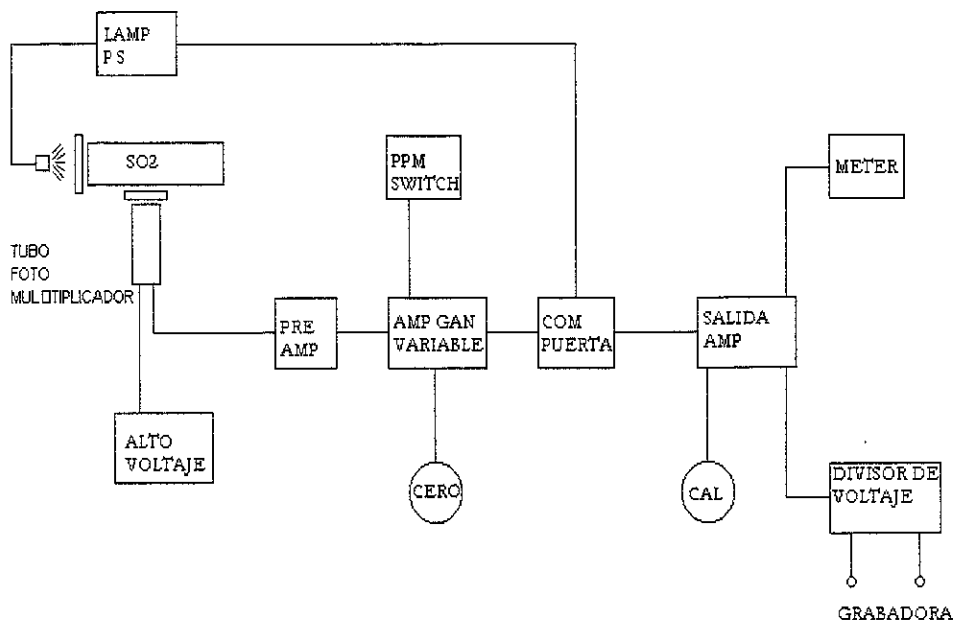 LAMP
P S
SO2
PPM
SWITCH
METER
TUBO
FOTO
MULTIPLICADOR
PRE
AMP
AMP GAN
VARIABLE
COM
PUERTA
SALIDA
AMP
ALTO
VOLTAJE
CERO
CAL
DIVISOR DE
VOLTAJE
GRABADORA